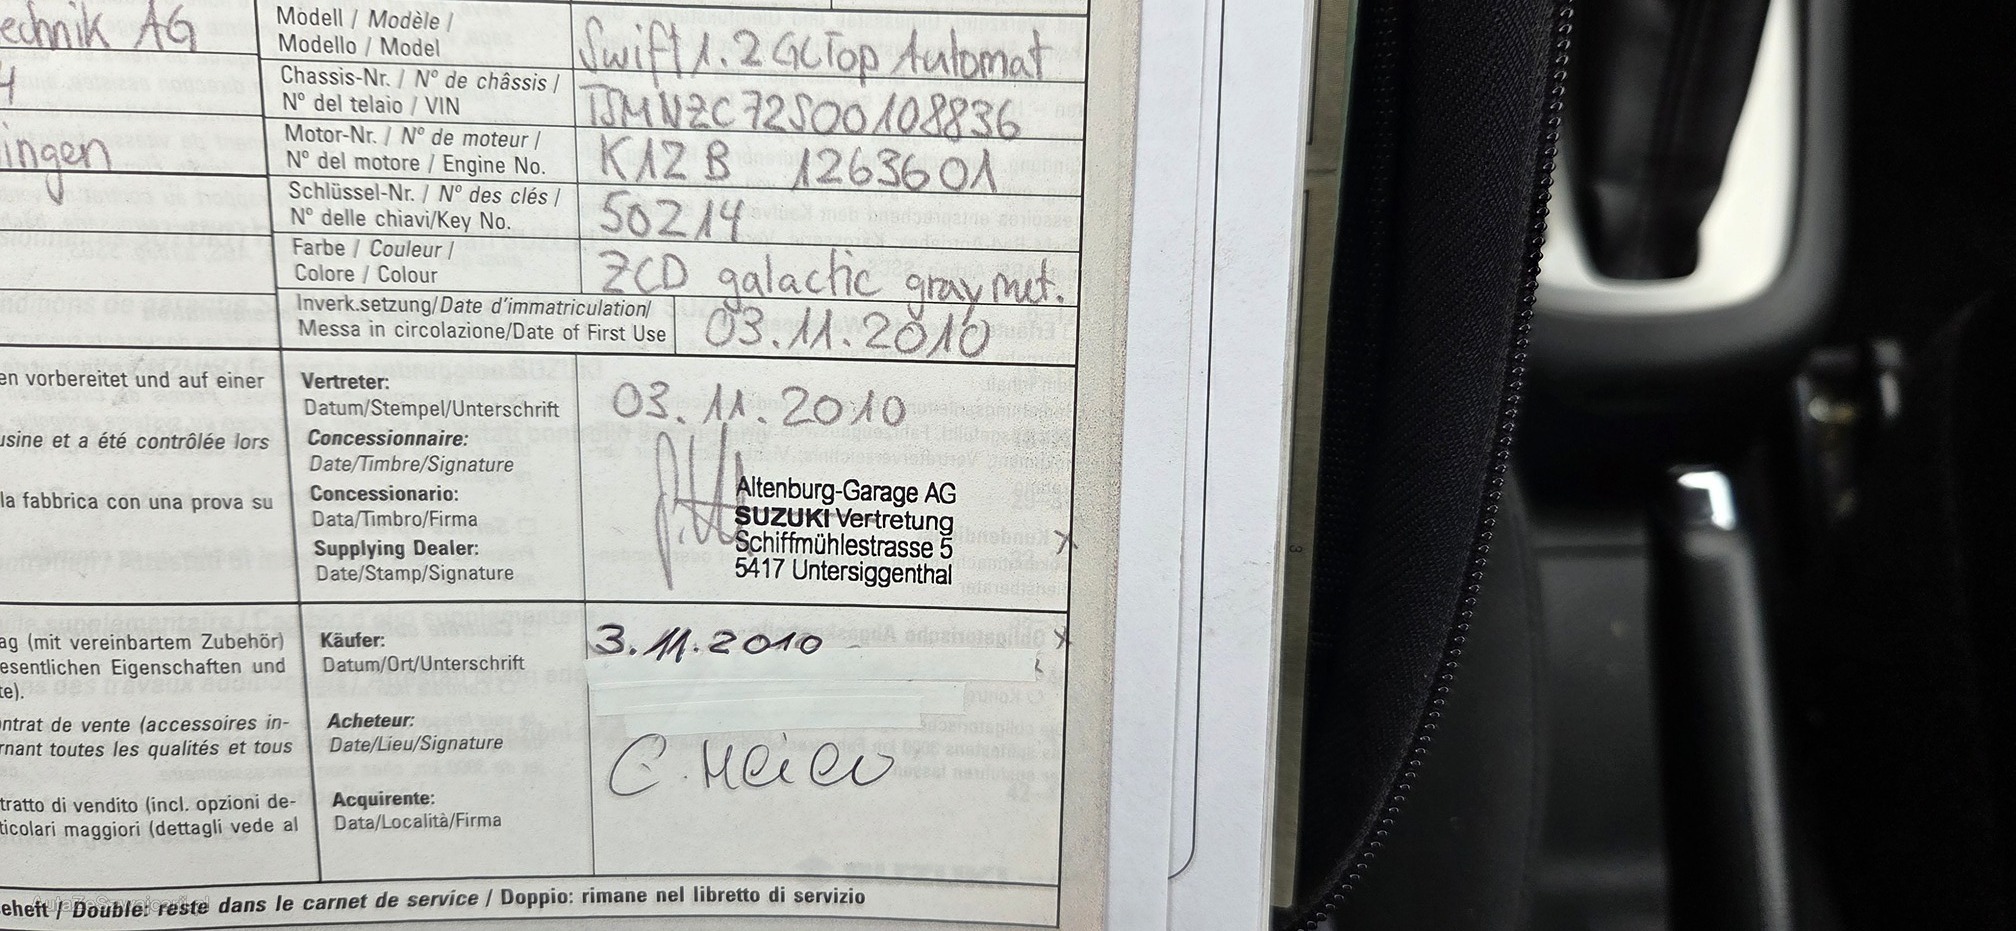 echnik AG
Modell / Modèle /
Modello / Model
Swift 1.2 GL Top Automat
Chassis-Nr. / N° de châssis /
N° del telaio / VIN
TSMNZC72S00108836
Motor-Nr. / N° de moteur /
N° del motore / Engine No.
K12B 1263601
ingen
Schlüssel-Nr. / N° des clés /
N° delle chiavi/Key No.
50214
Farbe / Couleur /
Colore / Colour
ZCD galactic gray met.
Inverk.setzung/Date d'immatriculation/
Messa in circolazione/Date of First Use
03.11.2010
en vorbereitet und auf einer
usine et a été contrôlée lors
la fabbrica con una prova su
Vertreter:
Datum/Stempel/Unterschrift
Concessionnaire:
Date/Timbre/Signature
Concessionario:
Data/Timbro/Firma
Supplying Dealer:
Date/Stamp/Signature
03.11.2010
Altenburg-Garage AG
SUZUKI Vertretung
Schiffmühlestrasse 5
5417 Untersiggenthal
ag (mit vereinbartem Zubehör)
esentlichen Eigenschaften und
te).
ntrat de vente (accessoires in-
rnant toutes les qualités et tous
tratto di vendito (incl. opzioni de-
ticolari maggiori (dettagli vede al
Käufer:
Datum/Ort/Unterschrift
Acheteur:
Date/Lieu/Signature
Acquirente:
Data/Località/Firma
3.11.2010
C. Meier
eheft / Double: reste dans le carnet de service / Doppio: rimane nel libretto di servizio